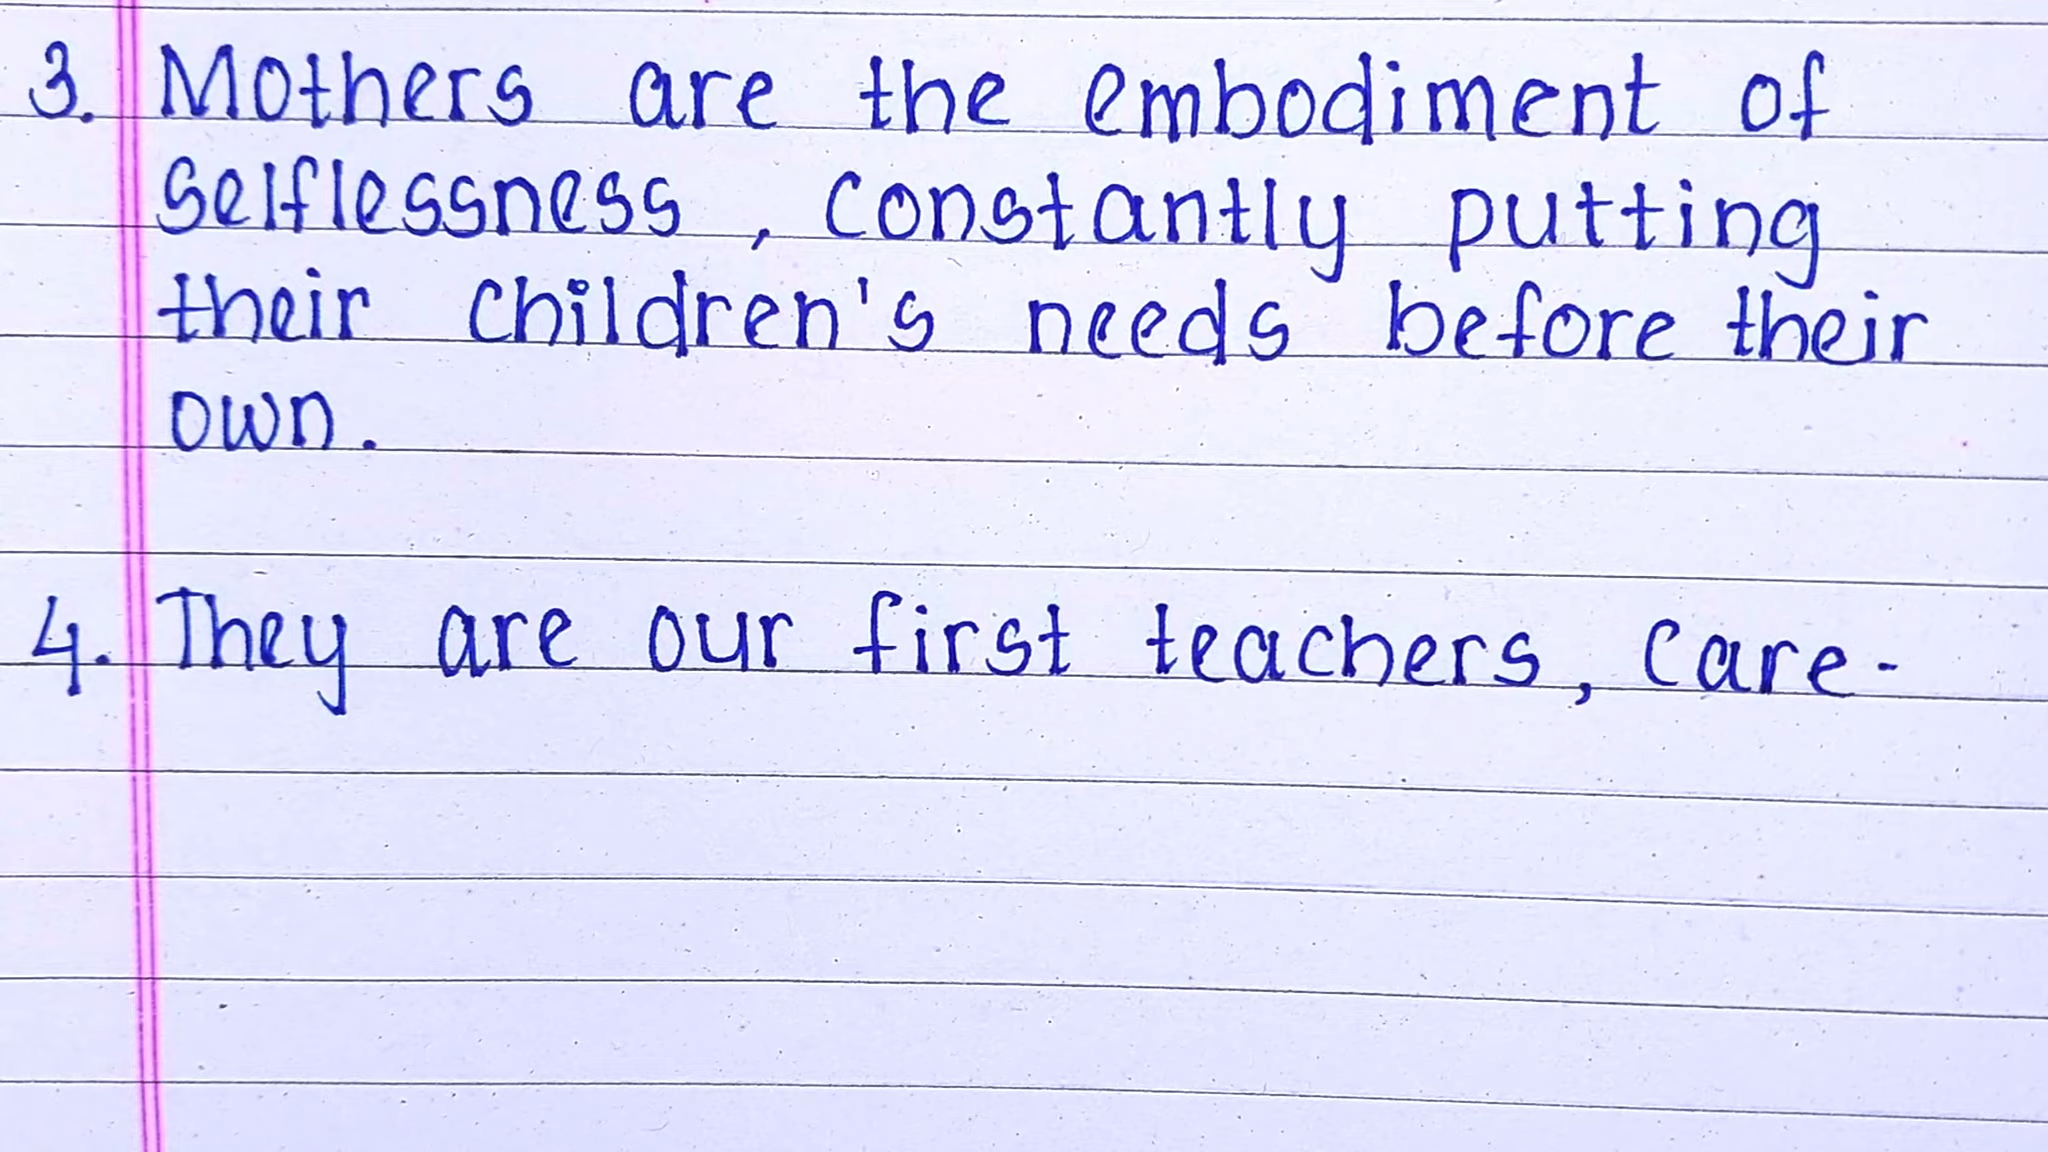 3. Mothers are the embodiment of
selflessness, constantly putting
their children's needs before their
own.
4. They are our first teachers, care-